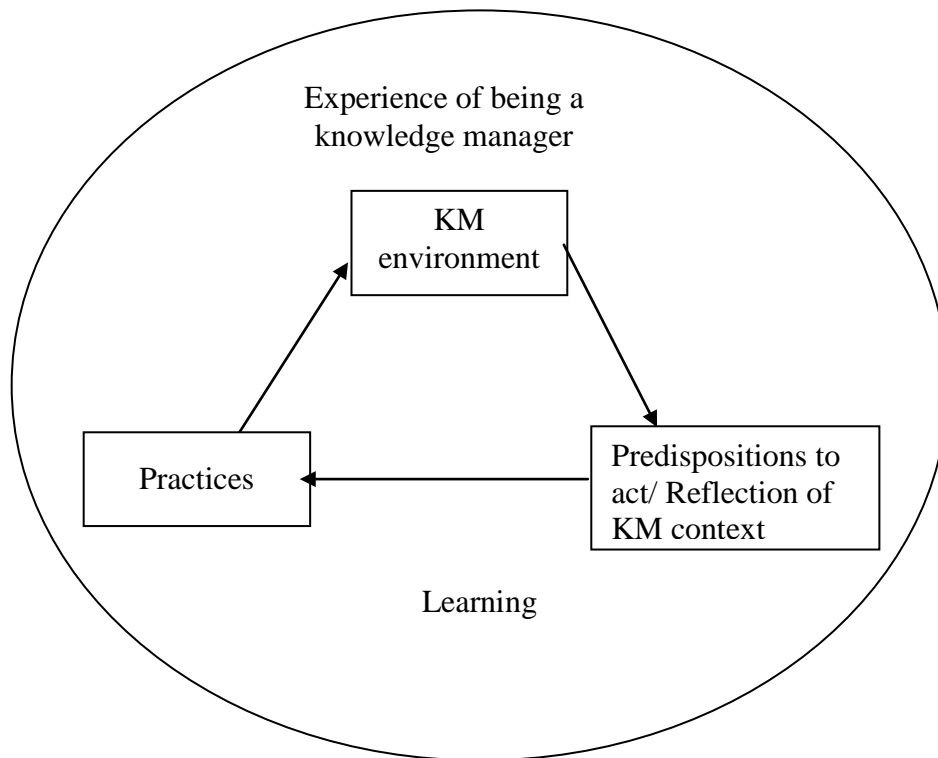 Experience of being a
knowledge manager
KM
environment
Practices
Predispositions to
act/ Reflection of
KM context
Learning